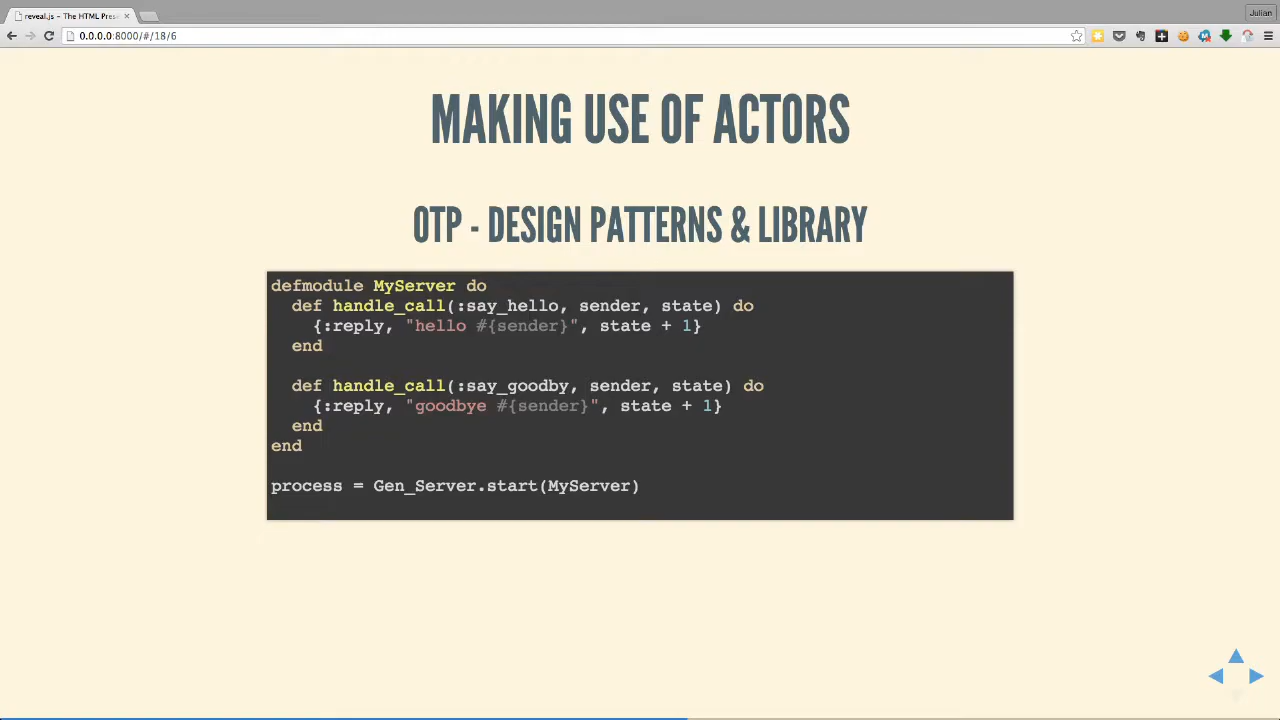 reveal.js – The HTML Pres
Julian
0.0.0.0:8000/#/18/6
MAKING USE OF ACTORS
OTP - DESIGN PATTERNS & LIBRARY
defmodule MyServer do
  def handle_call(:say_hello, sender, state) do
    {:reply, "hello #{sender}", state + 1}
  end

  def handle_call(:say_goodby, sender, state) do
    {:reply, "goodbye #{sender}", state + 1}
  end
end

process = Gen_Server.start(MyServer)